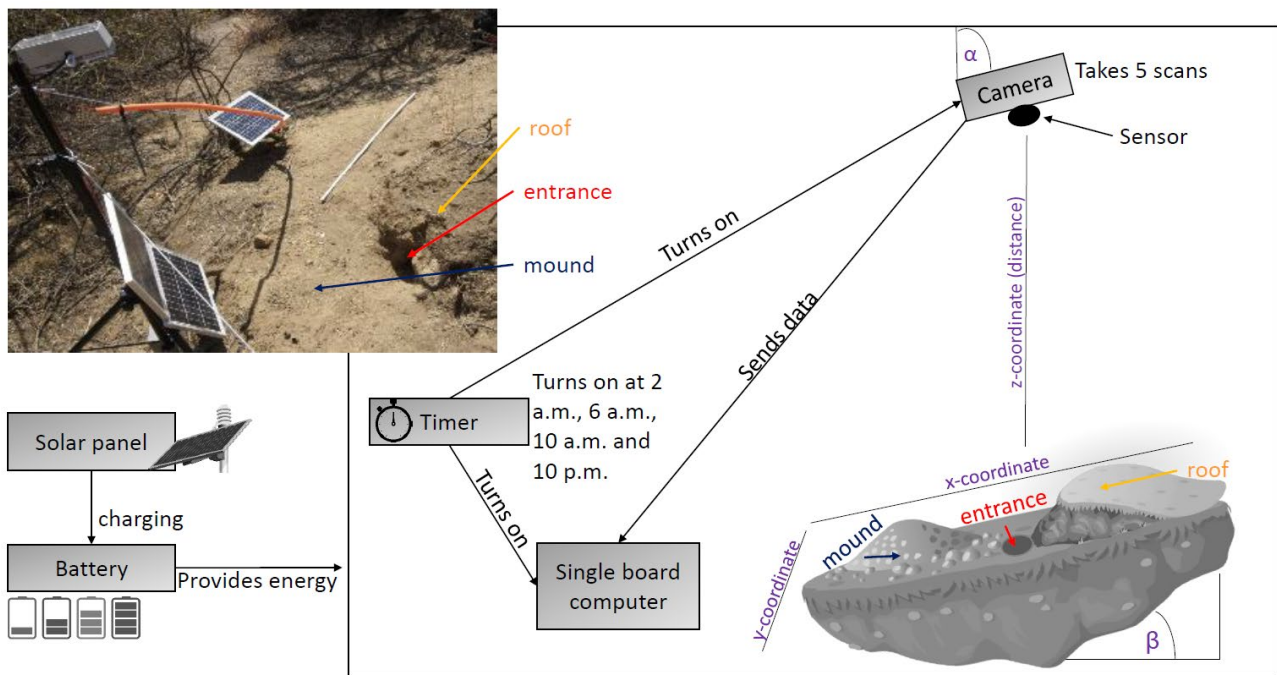 roof
entrance
mound
α
Camera
Takes 5 scans
Sensor
Turns on
Sends data
z-coordinate (distance)
Timer
Turns on at 2
a.m., 6 a.m.,
10 a.m. and
10 p.m.
Turns on
Single board
computer
Solar panel
charging
Battery
Provides energy
x-coordinate
roof
entrance
mound
y-coordinate
β